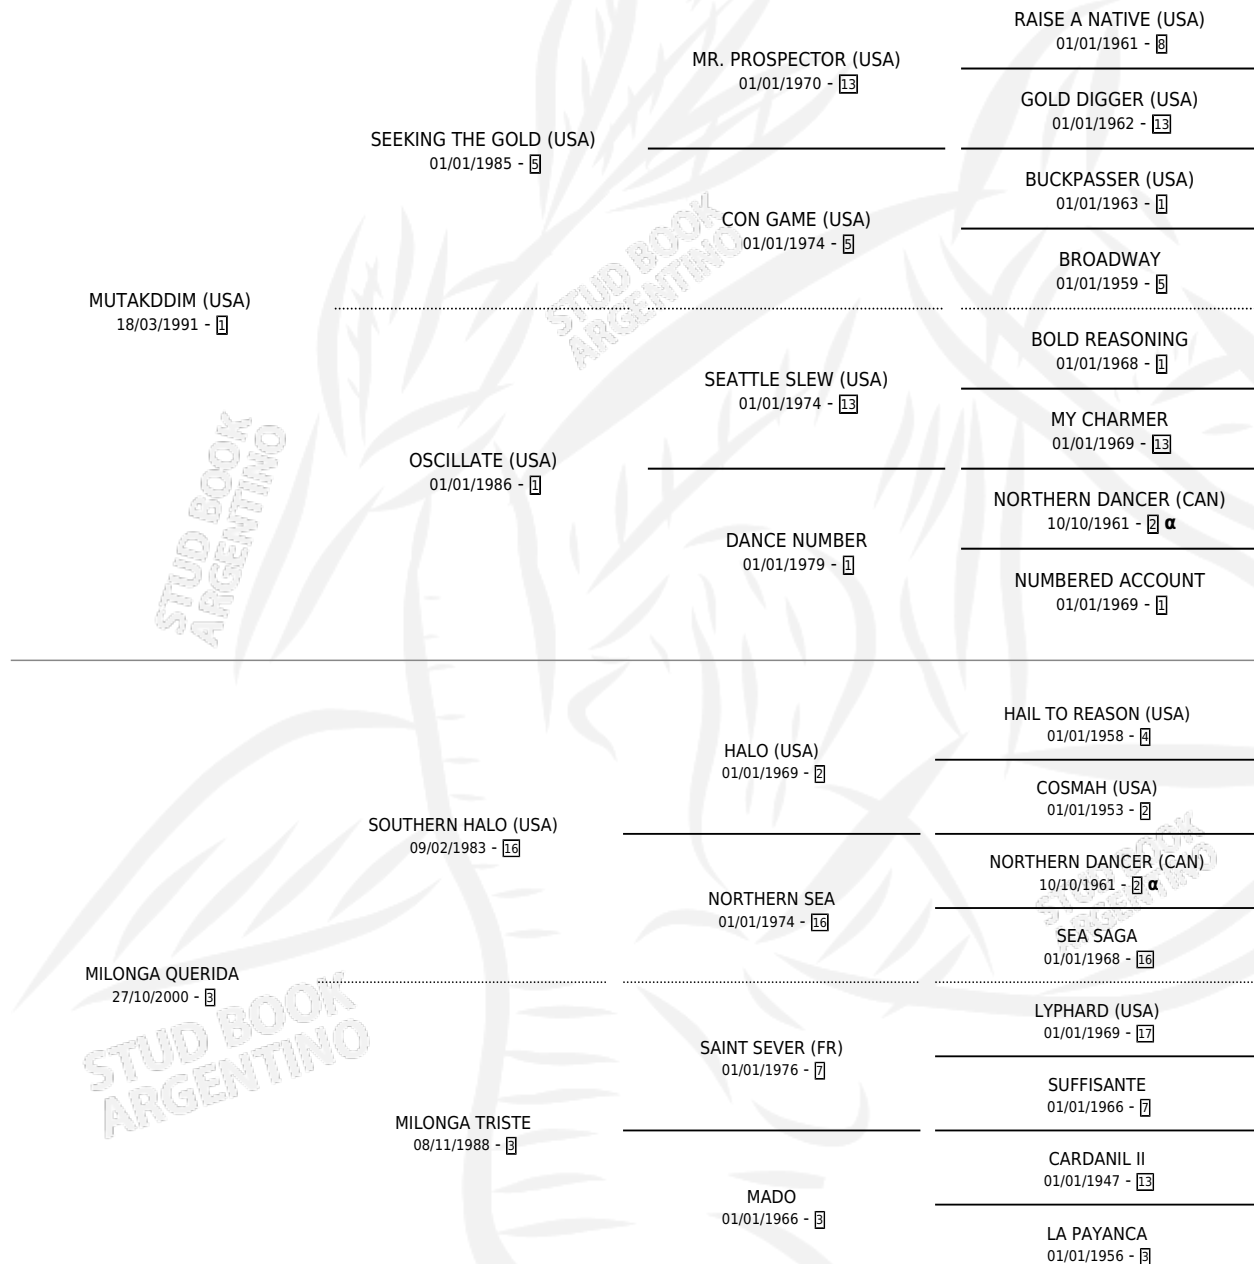 RAISE A NATIVE (USA)
01/01/1961 - 8
MR. PROSPECTOR (USA)
01/01/1970 - 13
GOLD DIGGER (USA)
01/01/1962 - 13
SEEKING THE GOLD (USA)
01/01/1985 - 5
BUCKPASSER (USA)
01/01/1963 - 1
CON GAME (USA)
01/01/1974 - 5
BROADWAY
01/01/1959 - 5
MUTAKDDIM (USA)
18/03/1991 - 1
BOLD REASONING
01/01/1968 - 1
SEATTLE SLEW (USA)
01/01/1974 - 13
MY CHARMER
01/01/1969 - 13
OSCILLATE (USA)
01/01/1986 - 1
NORTHERN DANCER (CAN)
10/10/1961 - 2 α
DANCE NUMBER
01/01/1979 - 1
NUMBERED ACCOUNT
01/01/1969 - 1
HAIL TO REASON (USA)
01/01/1958 - 4
HALO (USA)
01/01/1969 - 2
COSMAH (USA)
01/01/1953 - 2
SOUTHERN HALO (USA)
09/02/1983 - 16
NORTHERN DANCER (CAN)
10/10/1961 - 2 α
NORTHERN SEA
01/01/1974 - 16
SEA SAGA
01/01/1968 - 16
MILONGA QUERIDA
27/10/2000 - 3
LYPHARD (USA)
01/01/1969 - 17
SAINT SEVER (FR)
01/01/1976 - 7
SUFFISANTE
01/01/1966 - 7
MILONGA TRISTE
08/11/1988 - 3
CARDANIL II
01/01/1947 - 13
MADO
01/01/1966 - 3
LA PAYANCA
01/01/1956 - 3
STUD BOOK
ARGENTINO
STUD BOOK
ARGENTINO
STUD BOOK
ARGENTINO
STUD BOOK
ARGENTINO